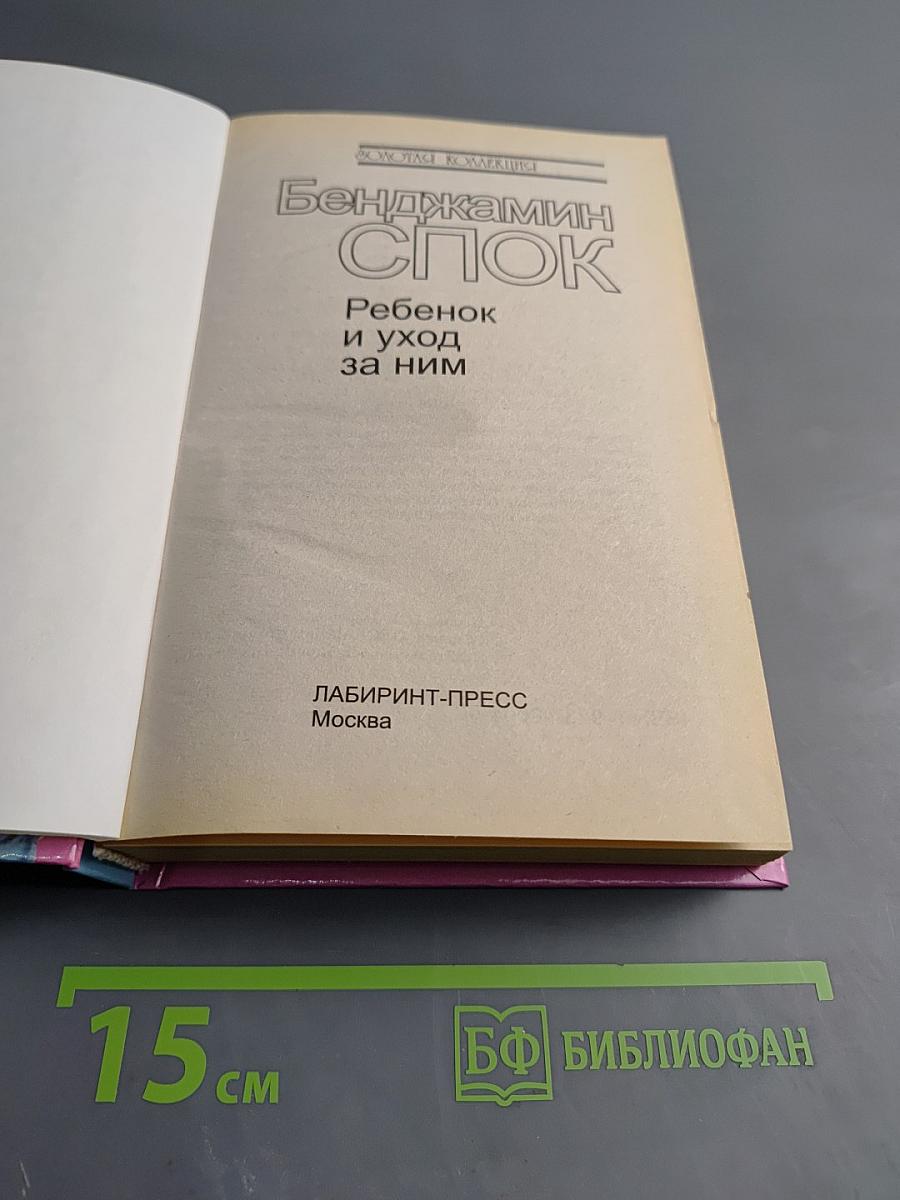 ЗОЛОТАЯ КОЛЛЕКЦИЯ
Бенджамин
СПОК
Ребенок
и уход
за ним
ЛАБИРИНТ-ПРЕСС
Москва
15 см
БФ БИБЛИОФАН